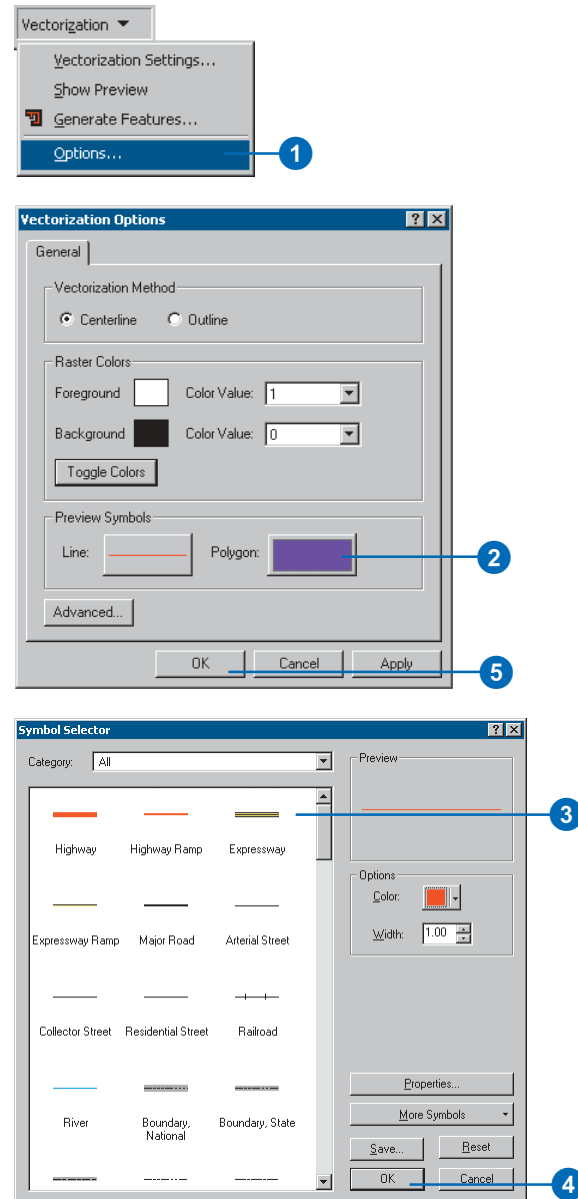 Vectorization
Vectorization Settings...
Show Preview
Generate Features...
Options...
1
Vectorization Options
General
Vectorization Method
Centerline Outline
Raster Colors
Foreground Color Value: 1
Background Color Value: 0
Toggle Colors
Preview Symbols
Line: Polygon:
2
Advanced...
OK Cancel Apply
5
Symbol Selector
Category: All
Preview
3
Highway Highway Ramp Expressway
Options
Color:
Width: 1.00
Expressway Ramp Major Road Arterial Street
Collector Street Residential Street Railroad
River Boundary, National Boundary, State
Properties...
More Symbols
Save... Reset
OK Cancel
4